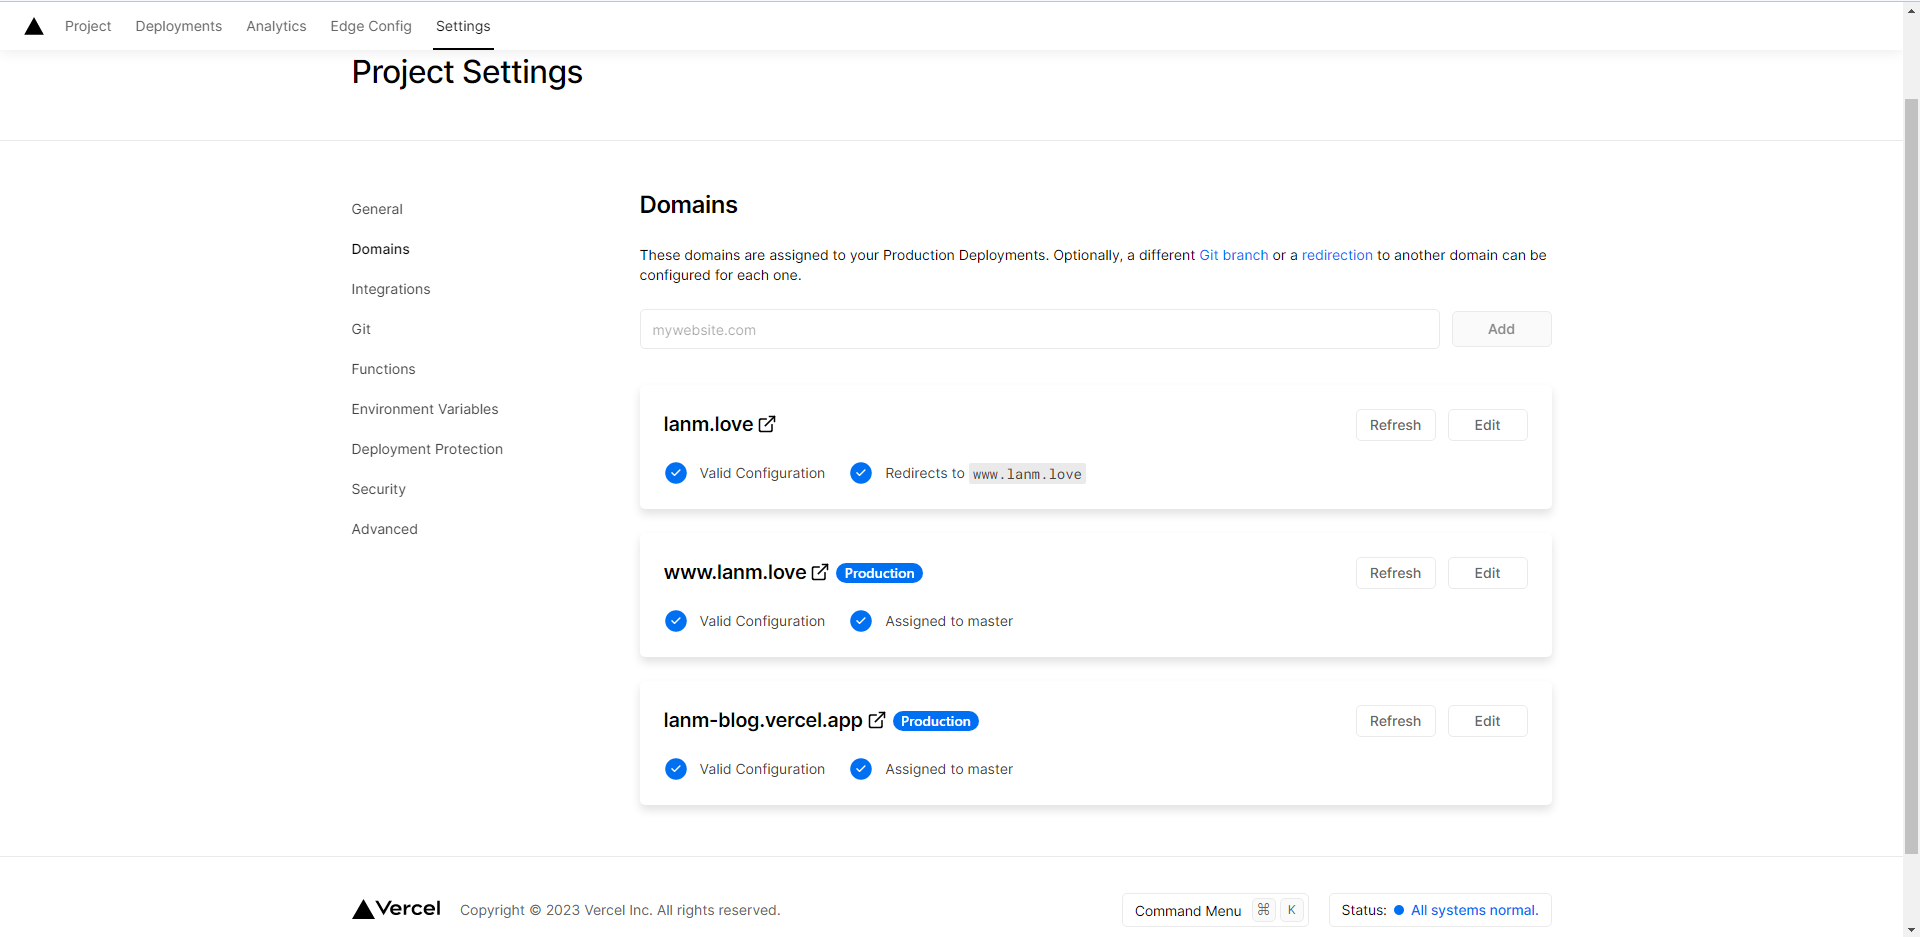 Project Deployments Analytics Edge Config Settings
Project Settings
General
Domains
Integrations
Git
Functions
Environment Variables
Deployment Protection
Security
Advanced
Domains
These domains are assigned to your Production Deployments. Optionally, a different Git branch or a redirection to another domain can be
configured for each one.
mywebsite.com Add
lanm.love Refresh Edit
Valid Configuration Redirects to www.lanm.love
www.lanm.love Production Refresh Edit
Valid Configuration Assigned to master
lanm-blog.vercel.app Production Refresh Edit
Valid Configuration Assigned to master
Vercel Copyright © 2023 Vercel Inc. All rights reserved. Command Menu ⌘ K Status: All systems normal.